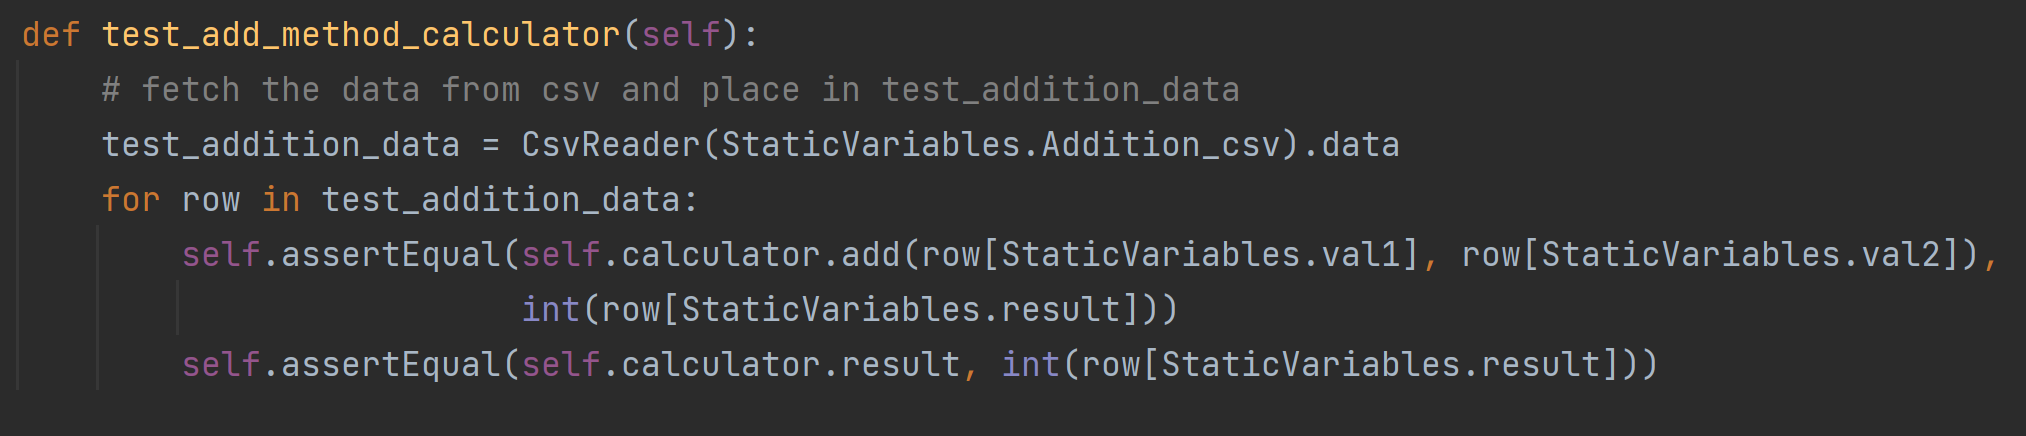 def test_add_method_calculator(self):
    # fetch the data from csv and place in test_addition_data
    test_addition_data = CsvReader(StaticVariables.Addition_csv).data
    for row in test_addition_data:
        self.assertEqual(self.calculator.add(row[StaticVariables.val1], row[StaticVariables.val2]),
                         int(row[StaticVariables.result]))
        self.assertEqual(self.calculator.result, int(row[StaticVariables.result]))